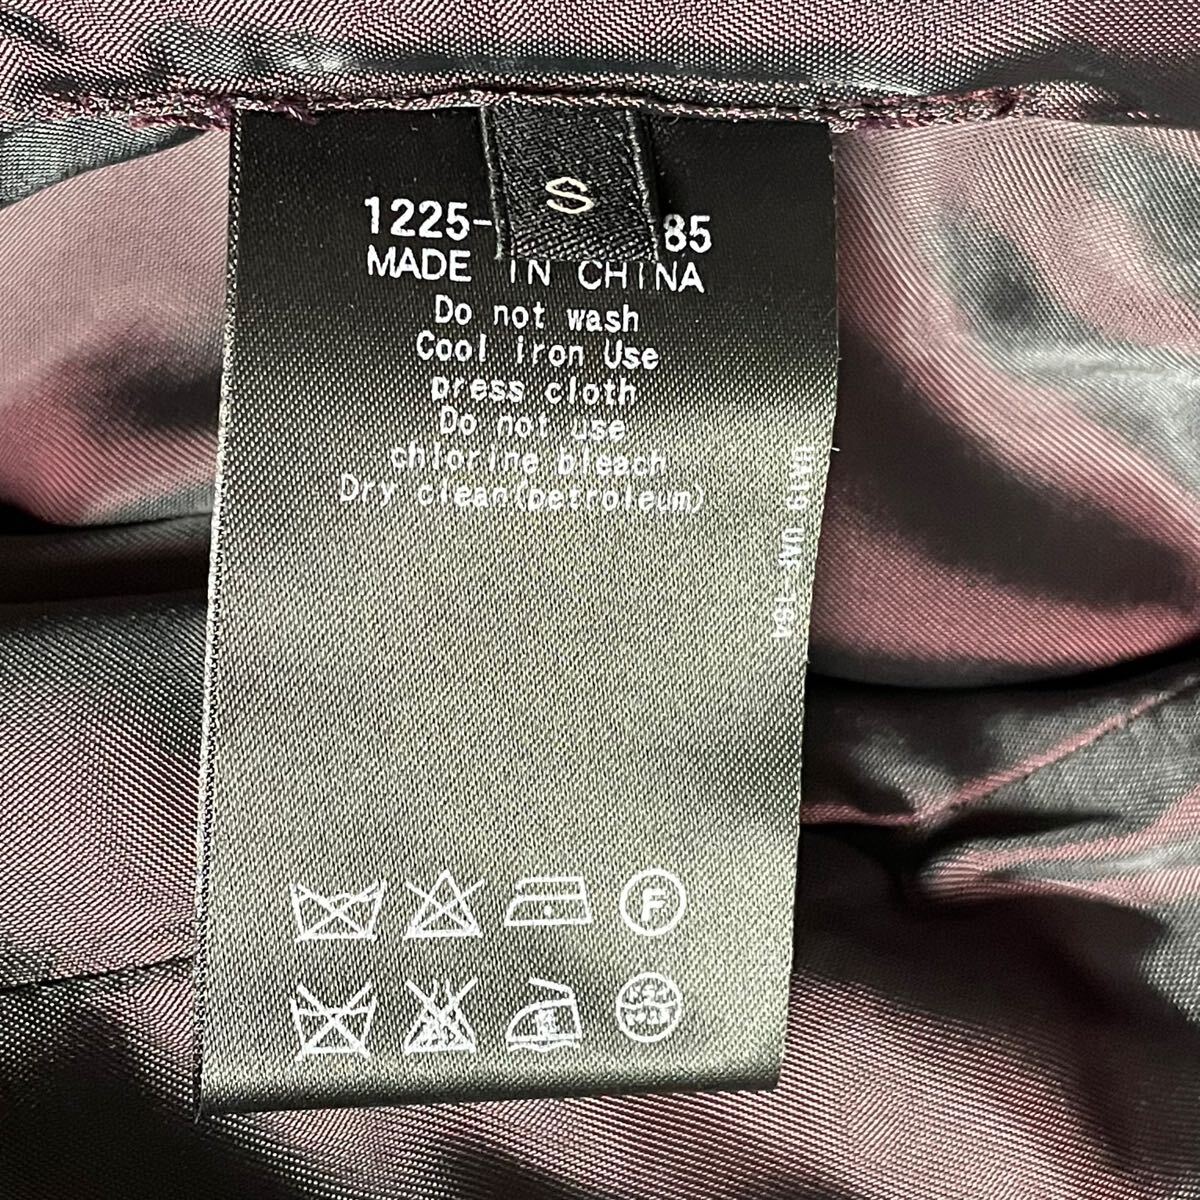 S
1225- 85
MADE IN CHINA
Do not wash
Cool iron Use
press cloth
Do not use
chlorine bleach
Dry clean(petroleum)
F